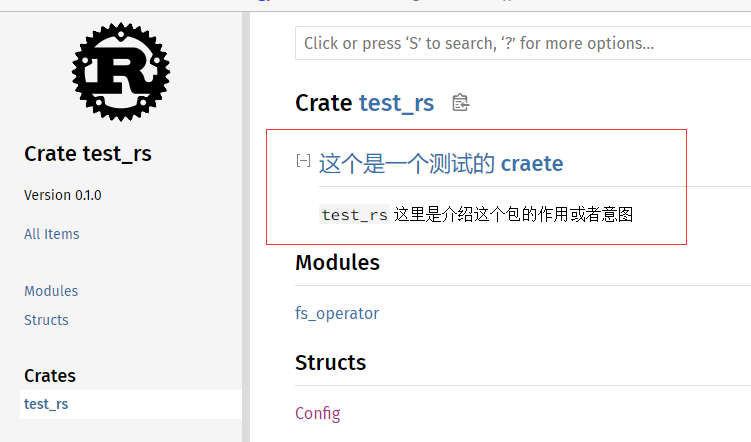 Crate test_rs
Version 0.1.0
All Items
Modules
Structs
Crates
test_rs
Click or press ‘S’ to search, ‘?’ for more options…
Crate test_rs
[−] 这个是一个测试的 craete
test_rs 这里是介绍这个包的作用或者意图
Modules
fs_operator
Structs
Config